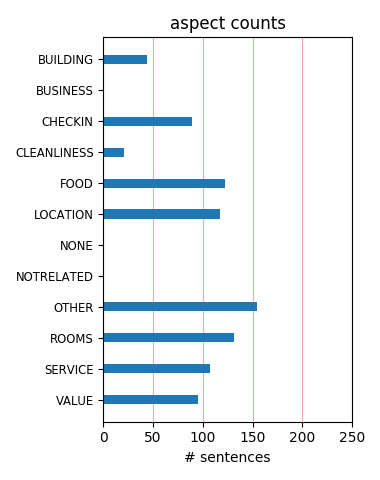 aspect counts
BUILDING
BUSINESS
CHECKIN
CLEANLINESS
FOOD
LOCATION
NONE
NOTRELATED
OTHER
ROOMS
SERVICE
VALUE
0 50 100 150 200 250
# sentences